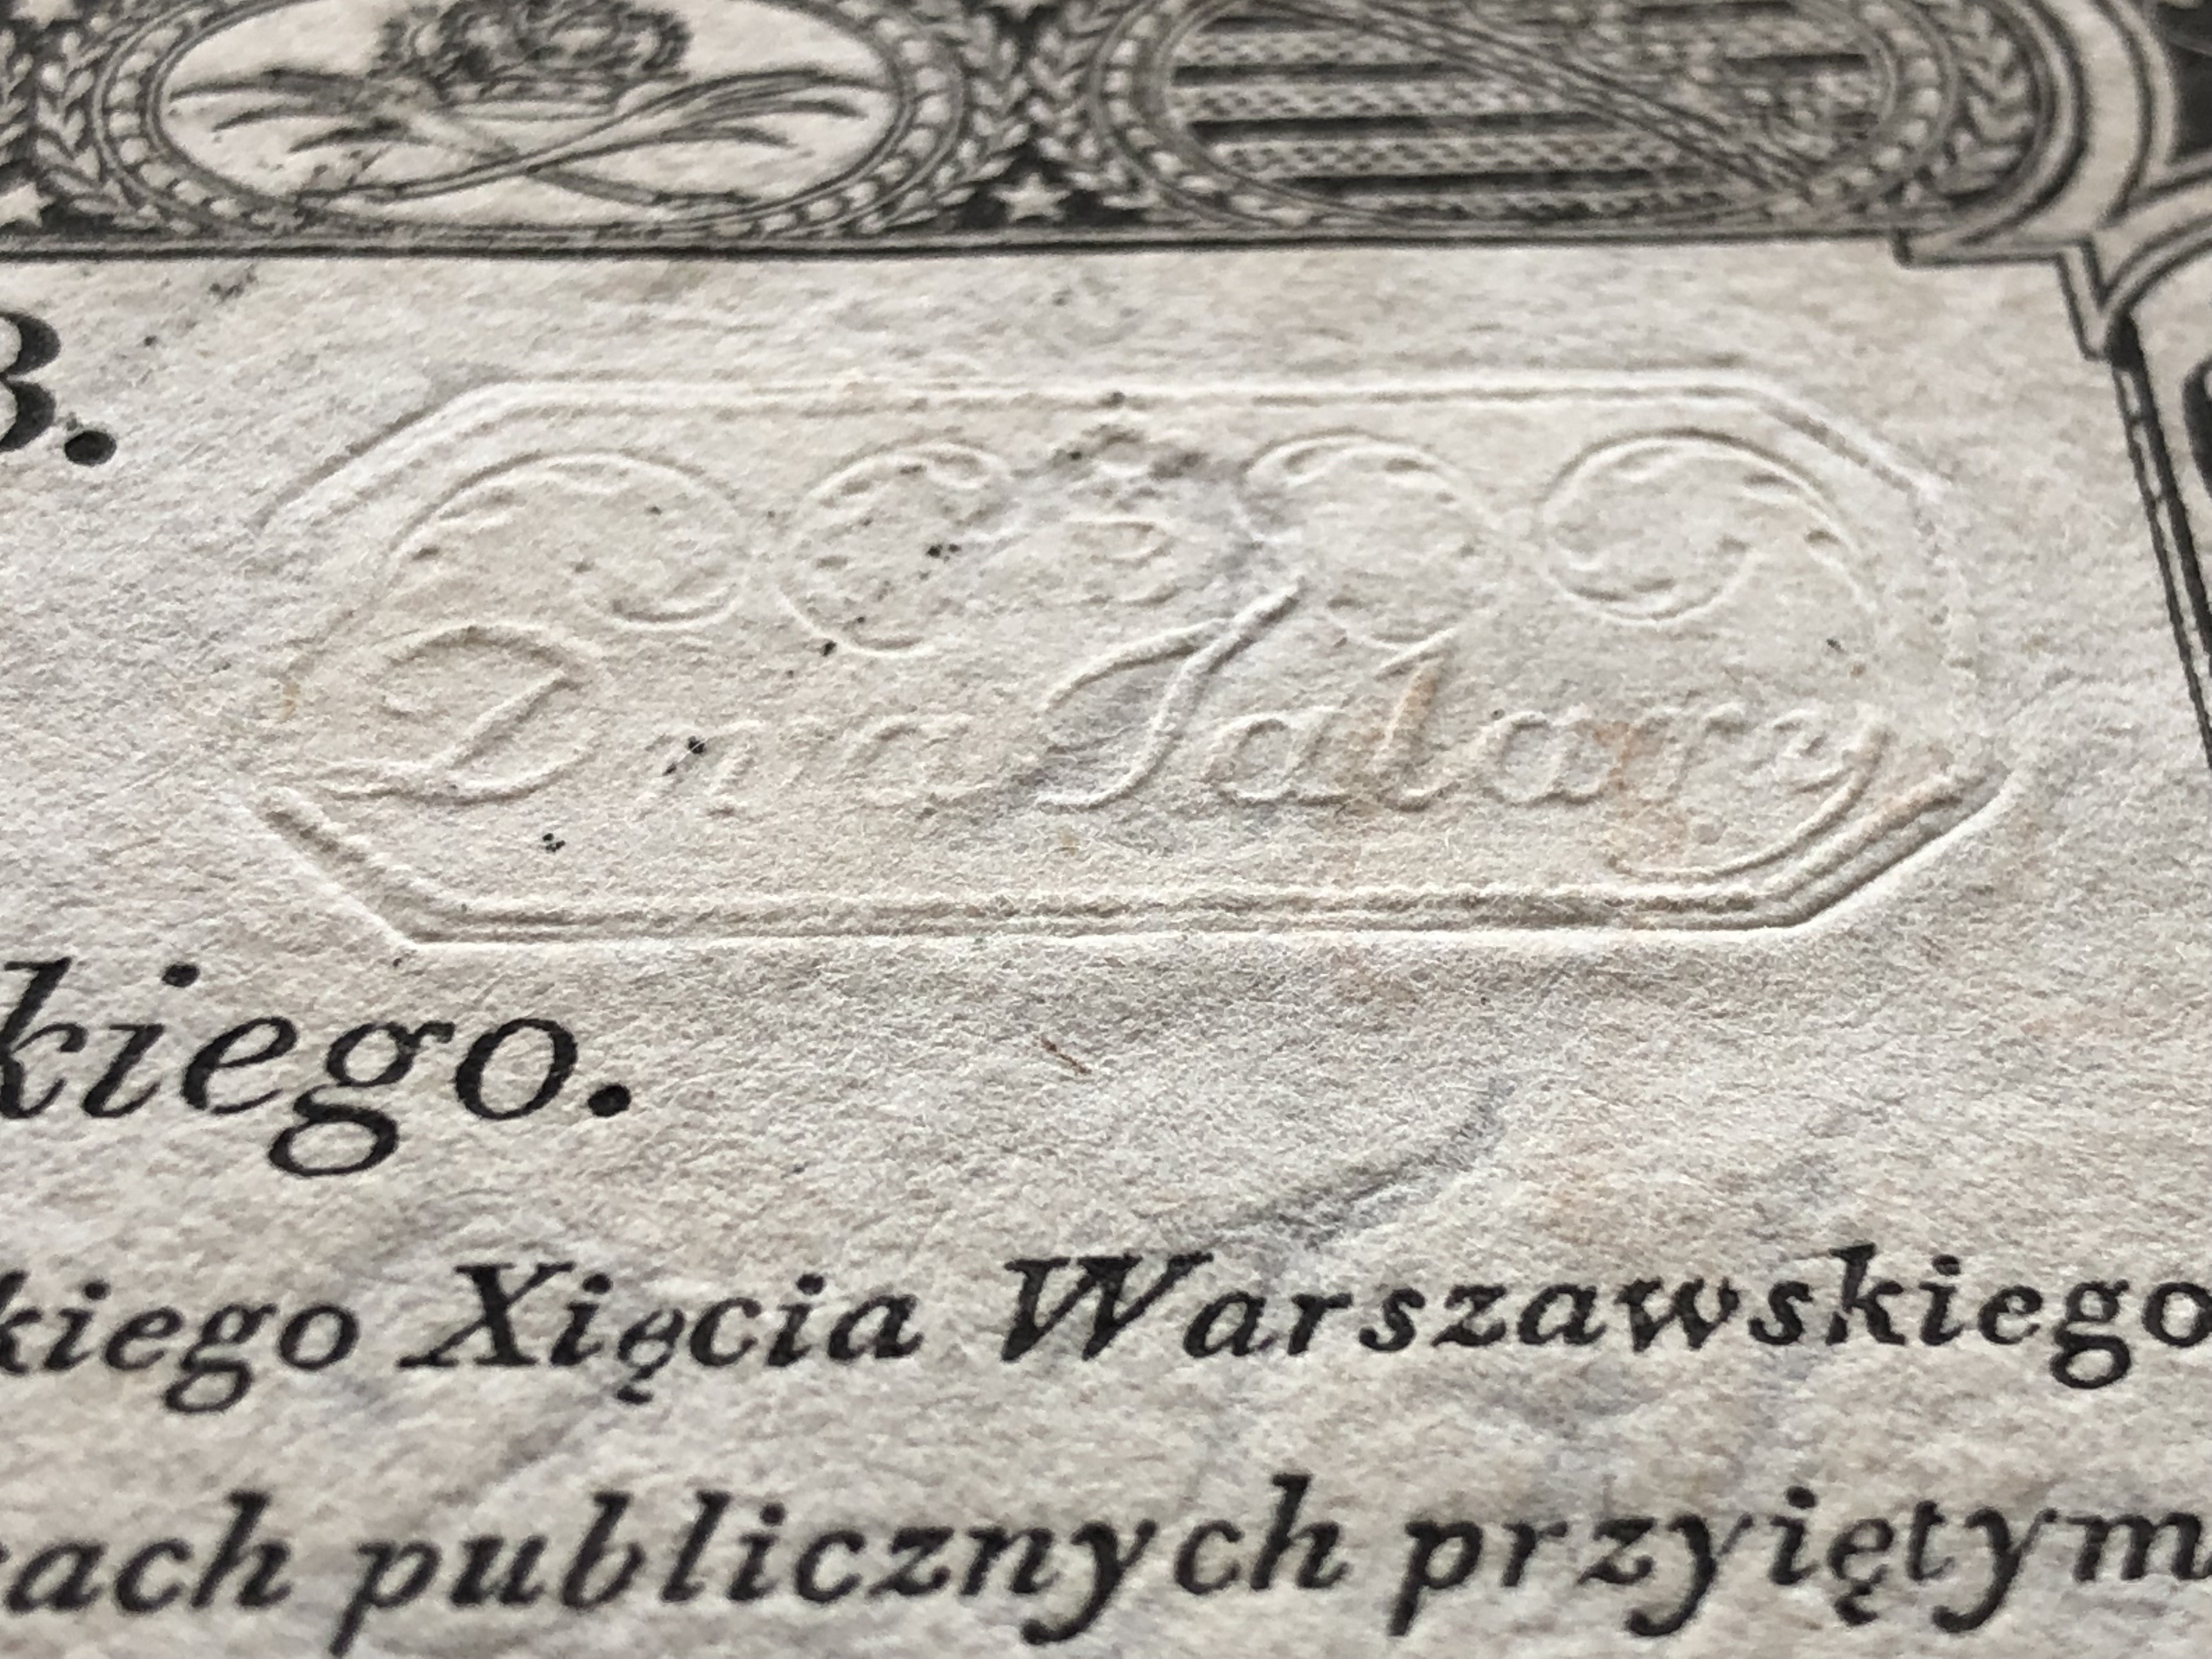 B.
Dwa Talary
kiego.
kiego Xięcia Warszawskiego
ach publicznych przyiętym